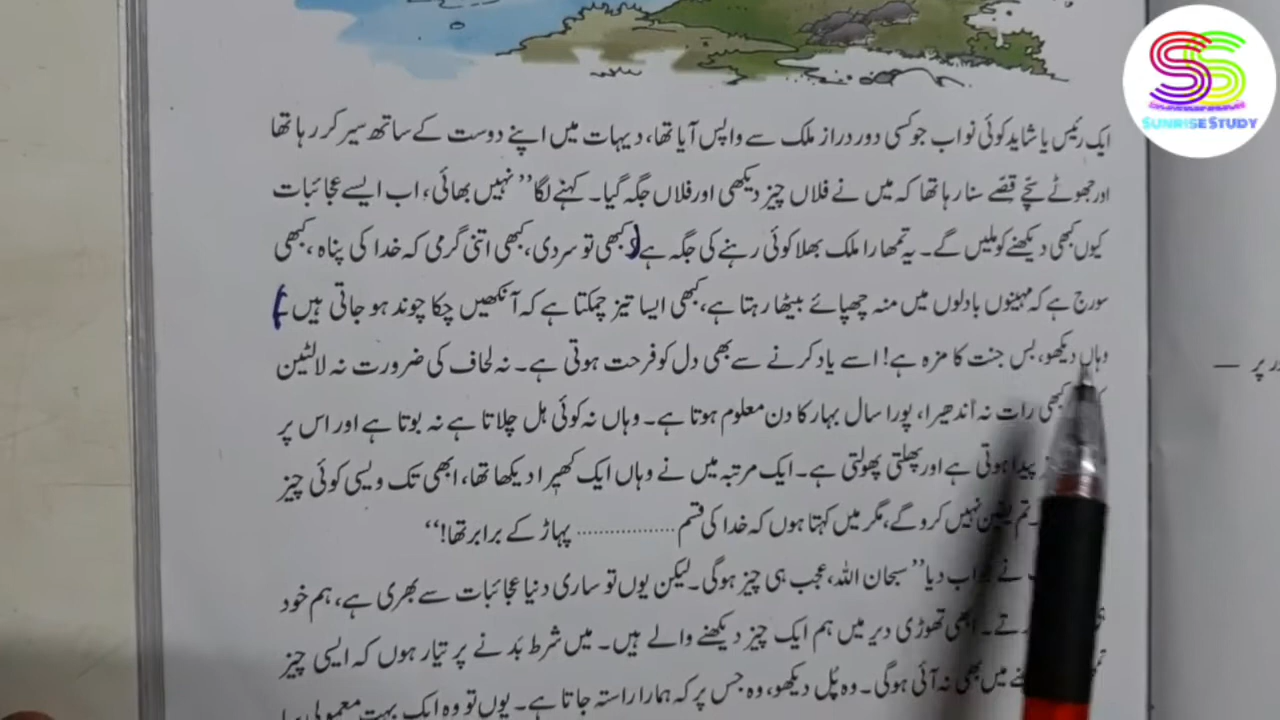 SS
SUNRISE STUDY
ایک رئیس یا شاید کوئی نواب جو کسی دور دراز ملک سے واپس آیا تھا، دیہات میں اپنے دوست کے ساتھ سیر کر رہا تھا
اور جھوٹے سچّے قصّے سنا رہا تھا کہ میں نے فلاں چیز دیکھی اور فلاں جگہ گیا۔ کہنے لگا ”نہیں بھائی، اب ایسے عجائبات
کیوں کبھی دیکھنے کو ملیں گے۔ یہ تمھارا ملک بھلا کوئی رہنے کی جگہ ہے کبھی تو سردی، کبھی اتنی گرمی کہ خدا کی پناہ، کبھی
سورج ہے کہ مہینوں بادلوں میں منہ چھپائے بیٹھا رہتا ہے، کبھی ایسا تیز چمکتا ہے کہ آنکھیں چکا چوند ہو جاتی ہیں۔
وہاں دیکھو، بس جنت کا مزہ ہے! اسے یاد کرنے سے بھی دل کو فرحت ہوتی ہے۔ نہ لحاف کی ضرورت نہ لالٹین
کبھی رات نہ اندھیرا، پورا سال بہار کا دن معلوم ہوتا ہے۔ وہاں نہ کوئی ہل چلاتا ہے نہ بوتا ہے اور اس پر
پیدا ہوتی ہے اور پھلتی پھولتی ہے۔ ایک مرتبہ میں نے وہاں ایک کھیرا دیکھا تھا، ابھی تک ویسی کوئی چیز
تم یقین نہیں کرو گے، مگر میں کہتا ہوں کہ خدا کی قسم ................ پہاڑ کے برابر تھا!“
نے جواب دیا ”سبحان اللہ، عجب ہی چیز ہوگی۔ لیکن یوں تو ساری دنیا عجائبات سے بھری ہے، ہم خود
ابھی تھوڑی دیر میں ہم ایک چیز دیکھنے والے ہیں۔ میں شرط بَدنے پر تیار ہوں کہ ایسی چیز
میں بھی نہ آئی ہوگی۔ وہ پُل دیکھو، وہ جس پر کہ ہمارا راستہ جاتا ہے۔ یوں تو وہ ایک بہت معمولی
پر —